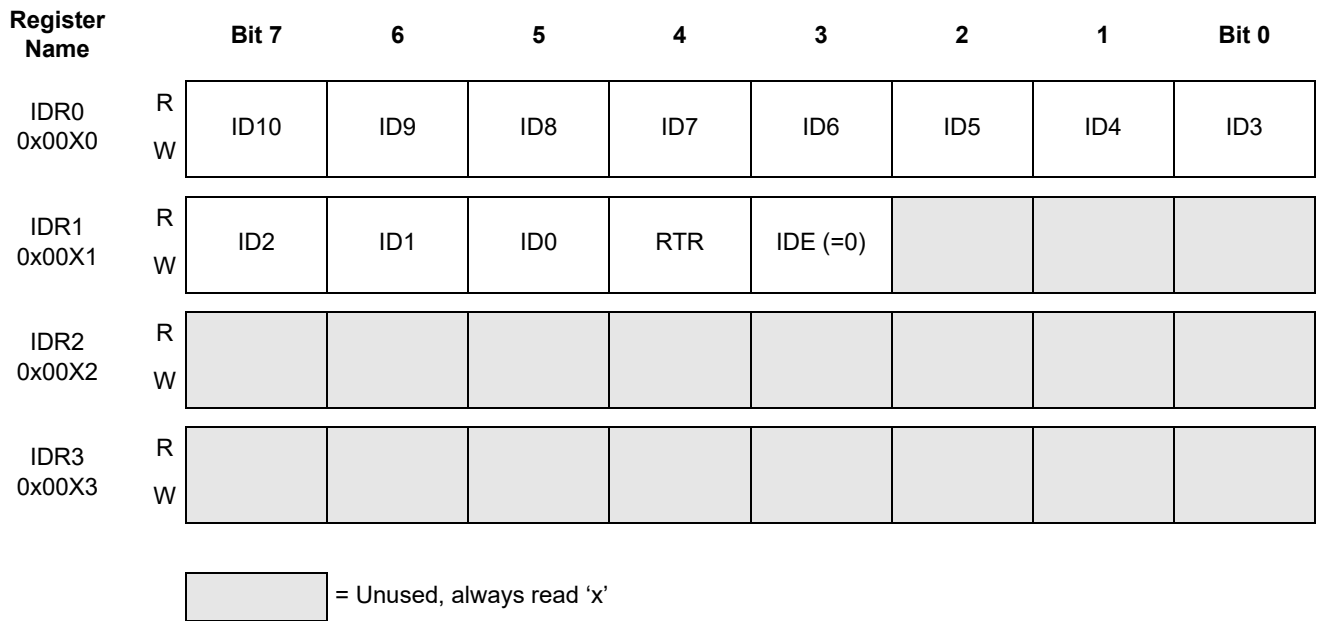 Register Name Bit 7 6 5 4 3 2 1 Bit 0
IDR0 R ID10 ID9 ID8 ID7 ID6 ID5 ID4 ID3
0x00X0 W
IDR1 R ID2 ID1 ID0 RTR IDE (=0)
0x00X1 W
IDR2 R
0x00X2 W
IDR3 R
0x00X3 W
= Unused, always read ‘x’